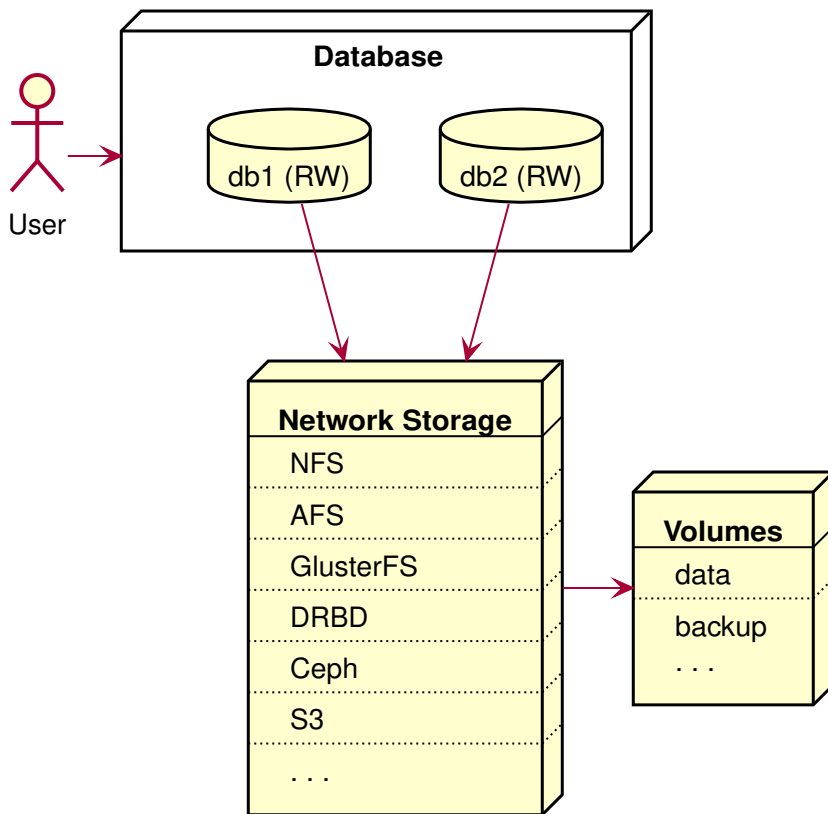 Database
db1 (RW)
db2 (RW)
User
Network Storage
NFS
AFS
GlusterFS
DRBD
Ceph
S3
. . .
Volumes
data
backup
. . .